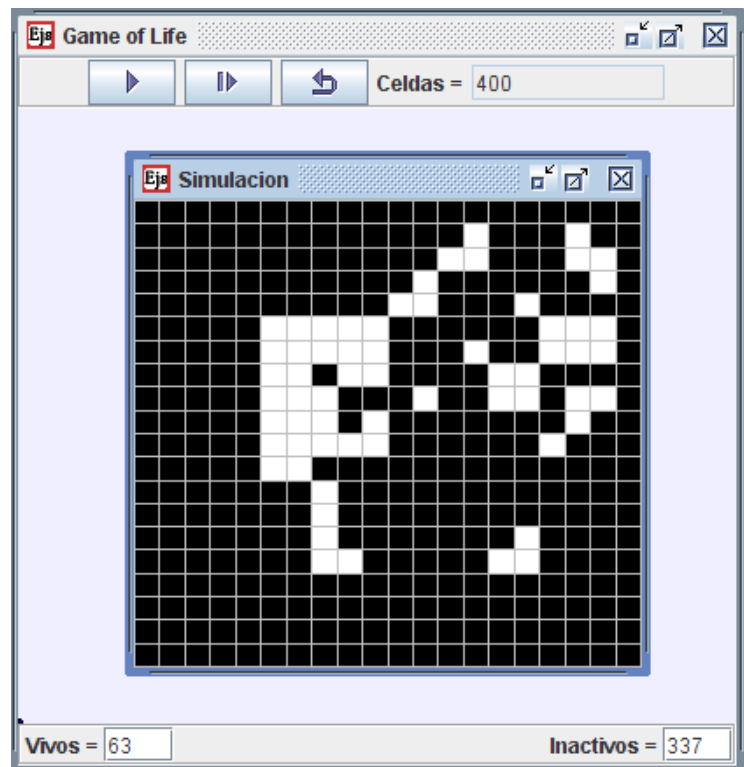 Ejs Game of Life
Celdas = 400
Ejs Simulacion
Vivos = 63 Inactivos = 337